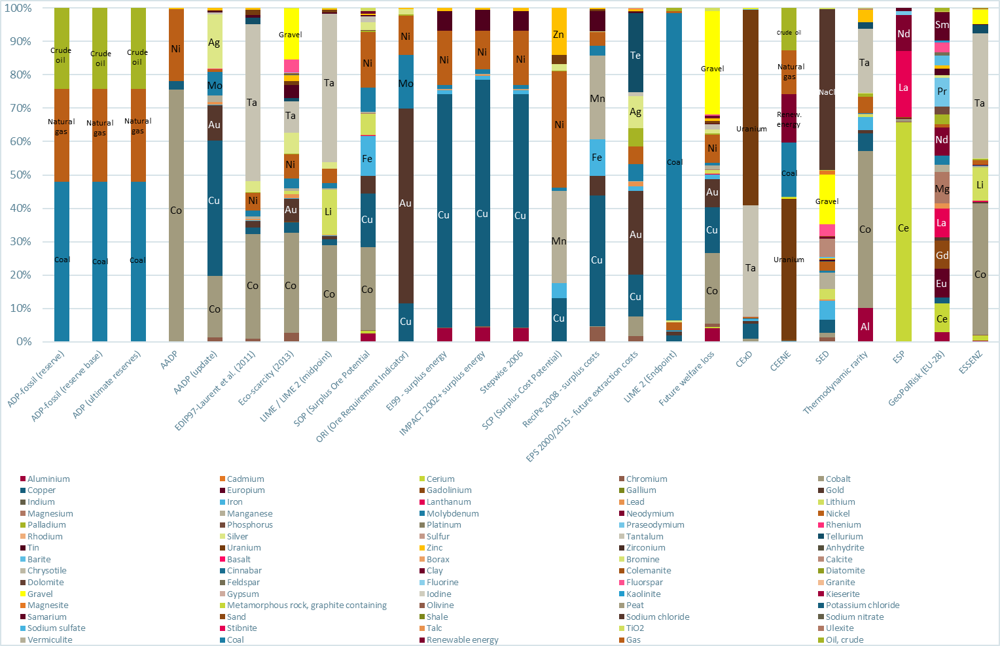 100%
90%
80%
70%
60%
50%
40%
30%
20%
10%
0%
Crude
oil
Natural
gas
Coal
Crude
oil
Natural
gas
Coal
Crude
oil
Natural
gas
Coal
Ni
Co
Ag
Mo
Au
Cu
Co
Ta
Ni
Co
Gravel
Ta
Ni
Au
Co
Ta
Li
Co
Ni
Fe
Cu
Co
Ni
Mo
Au
Cu
Ni
Cu
Ni
Cu
Ni
Cu
Zn
Ni
Mn
Cu
Mn
Fe
Cu
Te
Ag
Au
Cu
Coal
Gravel
Ni
Au
Cu
Co
Uranium
Ta
Crude oil
Natural
gas
Renew.
energy
Coal
Uranium
NaCl
Gravel
Ta
Co
Al
Nd
La
Ce
Sm
Pr
Nd
Mg
La
Gd
Eu
Ce
Ta
Li
Co
ADP-fossil (reserve)
ADP-fossil (reserve base)
ADP (ultimate reserves)
AADP
AADP (update)
EDIP97-Laurent et al. (2011)
Eco-scarcity (2013)
LIME / LIME 2 (midpoint)
SOP (Surplus Ore Potential)
ORI (Ore Requirement Indicator)
EI99 - surplus energy
IMPACT 2002+ surplus energy
Stepwise 2006
SCP (Surplus Cost Potential)
ReciPe 2008 - surplus costs
EPS 2000/2015 - future extraction costs
LIME 2 (Endpoint)
Future welfare loss
CExD
CEENE
SED
Thermodynamic rarity
ESP
GeoPolRisk (EU-28)
ESSENZ
Aluminium Cadmium Cerium Chromium Cobalt
Copper Europium Gadolinium Gallium Gold
Indium Iron Lanthanum Lead Lithium
Magnesium Manganese Molybdenum Neodymium Nickel
Palladium Phosphorus Platinum Praseodymium Rhenium
Rhodium Silver Sulfur Tantalum Tellurium
Tin Uranium Zinc Zirconium Anhydrite
Barite Basalt Borax Bromine Calcite
Chrysotile Cinnabar Clay Colemanite Diatomite
Dolomite Feldspar Fluorine Fluorspar Granite
Gravel Gypsum Iodine Kaolinite Kieserite
Magnesite Metamorphous rock, graphite containing Olivine Peat Potassium chloride
Samarium Sand Shale Sodium chloride Sodium nitrate
Sodium sulfate Stibnite Talc TiO2 Ulexite
Vermiculite Coal Renewable energy Gas Oil, crude